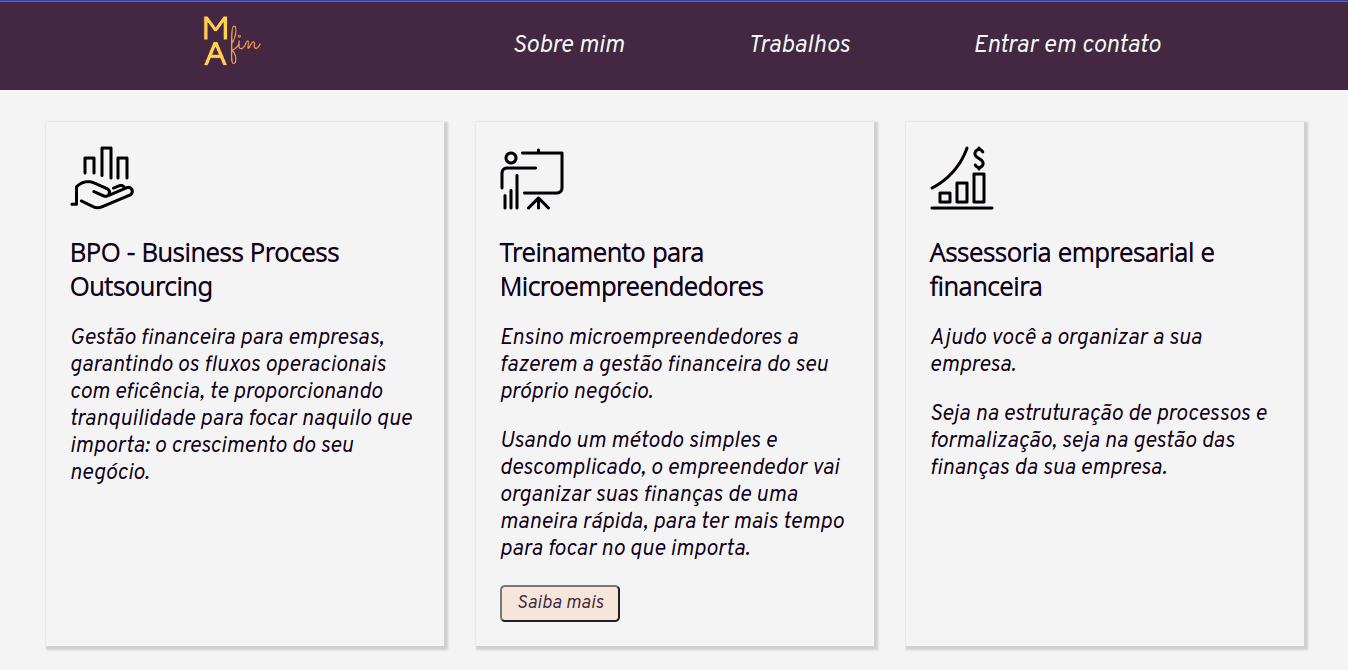 MA fin
Sobre mim
Trabalhos
Entrar em contato
$
BPO - Business Process
Outsourcing
Gestão financeira para empresas,
garantindo os fluxos operacionais
com eficência, te proporcionando
tranquilidade para focar naquilo que
importa: o crescimento do seu
negócio.
Treinamento para
Microempreendedores
Ensino microempreendedores a
fazerem a gestão financeira do seu
próprio negócio.
Usando um método simples e
descomplicado, o empreendedor vai
organizar suas finanças de uma
maneira rápida, para ter mais tempo
para focar no que importa.
Saiba mais
Assessoria empresarial e
financeira
Ajudo você a organizar a sua
empresa.
Seja na estruturação de processos e
formalização, seja na gestão das
finanças da sua empresa.